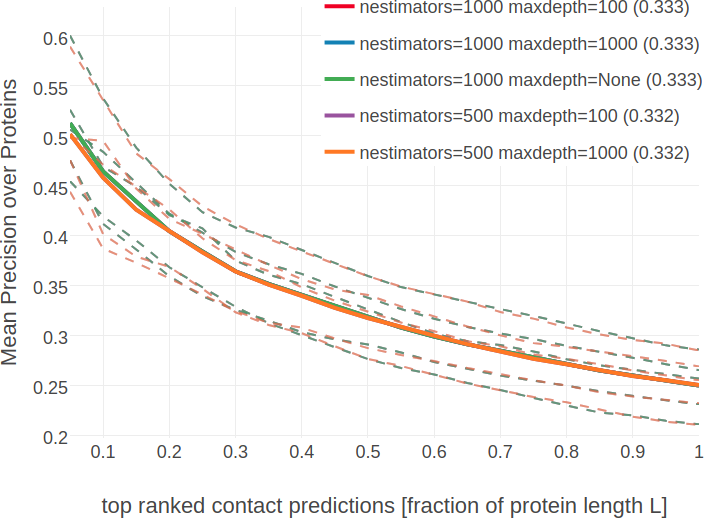 nestimators=1000 maxdepth=100 (0.333)
nestimators=1000 maxdepth=1000 (0.333)
nestimators=1000 maxdepth=None (0.333)
nestimators=500 maxdepth=100 (0.332)
nestimators=500 maxdepth=1000 (0.332)
Mean Precision over Proteins
0.6
0.55
0.5
0.45
0.4
0.35
0.3
0.25
0.2
0.1 0.2 0.3 0.4 0.5 0.6 0.7 0.8 0.9 1
top ranked contact predictions [fraction of protein length L]